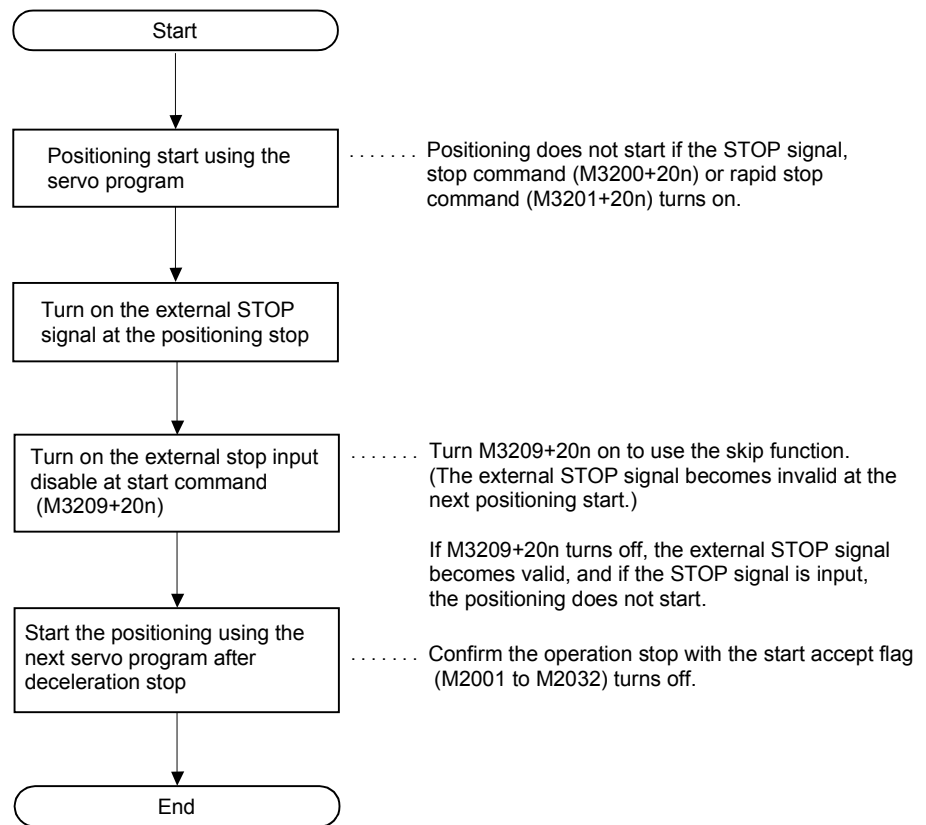 Start
Positioning start using the
servo program
....... Positioning does not start if the STOP signal,
stop command (M3200+20n) or rapid stop
command (M3201+20n) turns on.
Turn on the external STOP
signal at the positioning stop
Turn on the external stop input
disable at start command
(M3209+20n)
....... Turn M3209+20n on to use the skip function.
(The external STOP signal becomes invalid at the
next positioning start.)
If M3209+20n turns off, the external STOP signal
becomes valid, and if the STOP signal is input,
the positioning does not start.
Start the positioning using the
next servo program after
deceleration stop
....... Confirm the operation stop with the start accept flag
(M2001 to M2032) turns off.
End